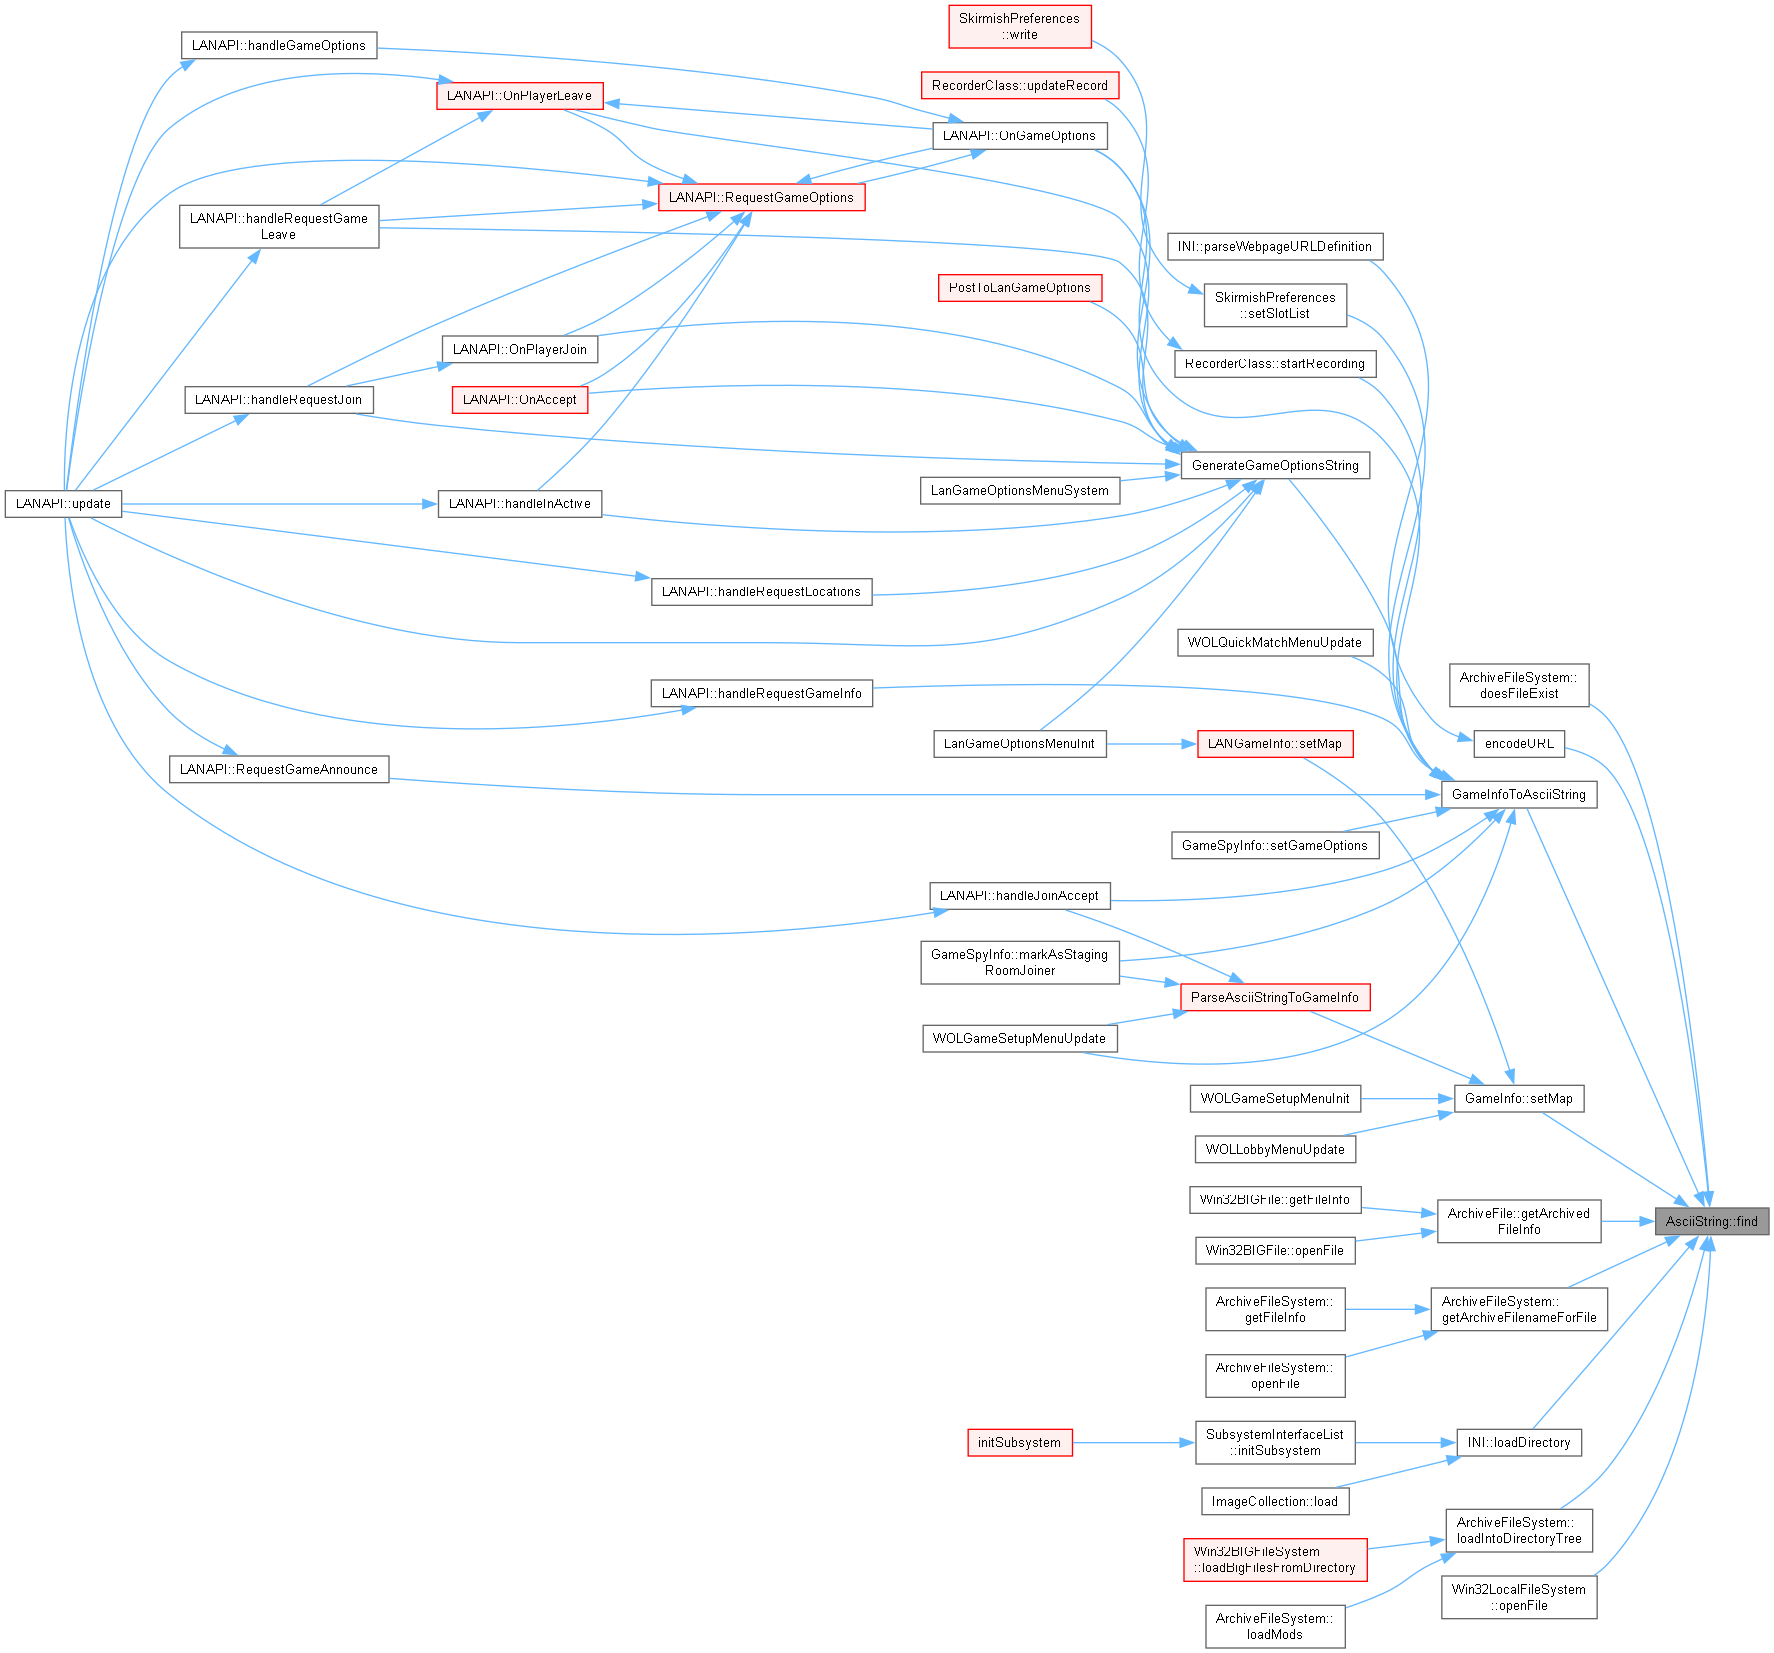 SkirmishPreferences
::write
LANAPI::handleGameOptions
RecorderClass::updateRecord
LANAPI::OnPlayerLeave
LANAPI::OnGameOptions
LANAPI::RequestGameOptions
LANAPI::handleRequestGame
Leave
INI::parseWebpageURLDefinition
PostToLanGameOptions
SkirmishPreferences
::setSlotList
LANAPI::OnPlayerJoin
RecorderClass::startRecording
LANAPI::handleRequestJoin
LANAPI::OnAccept
GenerateGameOptionsString
LanGameOptionsMenuSystem
LANAPI::update
LANAPI::handleInActive
LANAPI::handleRequestLocations
WOLQuickMatchMenuUpdate
ArchiveFileSystem::
doesFileExist
LANAPI::handleRequestGameInfo
LanGameOptionsMenuInit
LANGameInfo::setMap
encodeURL
LANAPI::RequestGameAnnounce
GameInfoToAsciiString
GameSpyInfo::setGameOptions
LANAPI::handleJoinAccept
GameSpyInfo::markAsStaging
RoomJoiner
ParseAsciiStringToGameInfo
WOLGameSetupMenuUpdate
WOLGameSetupMenuInit
GameInfo::setMap
WOLLobbyMenuUpdate
Win32BIGFile::getFileInfo
ArchiveFile::getArchived
FileInfo
AsciiString::find
Win32BIGFile::openFile
ArchiveFileSystem::
getFileInfo
ArchiveFileSystem::
getArchiveFilenameForFile
ArchiveFileSystem::
openFile
initSubsystem
SubsystemInterfaceList
::initSubsystem
INI::loadDirectory
ImageCollection::load
ArchiveFileSystem::
loadIntoDirectoryTree
Win32BIGFileSystem
::loadBigFilesFromDirectory
Win32LocalFileSystem
::openFile
ArchiveFileSystem::
loadMods